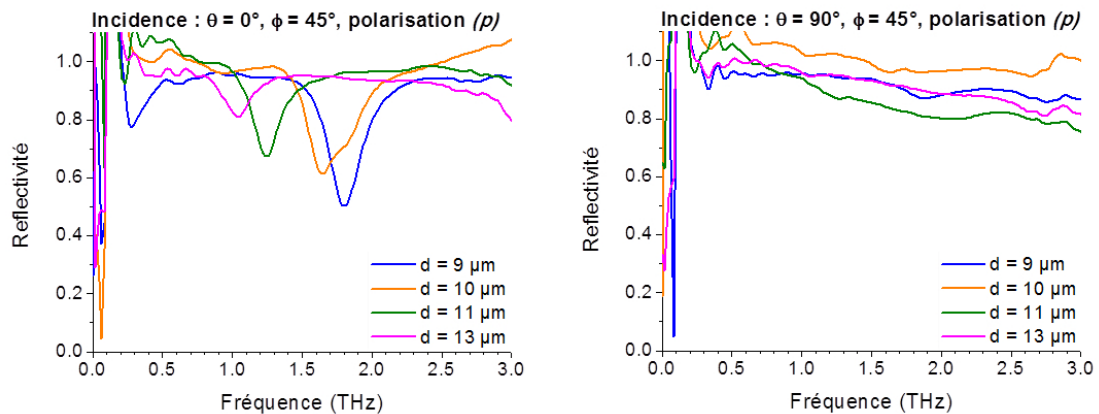 Incidence : θ = 0°, ϕ = 45°, polarisation (p)
Reflectivité
1.0
0.8
0.6
0.4
0.2
0.0
d = 9 µm
d = 10 µm
d = 11 µm
d = 13 µm
0.0 0.5 1.0 1.5 2.0 2.5 3.0
Fréquence (THz)
Incidence : θ = 90°, ϕ = 45°, polarisation (p)
Reflectivité
1.0
0.8
0.6
0.4
0.2
0.0
d = 9 µm
d = 10 µm
d = 11 µm
d = 13 µm
0.0 0.5 1.0 1.5 2.0 2.5 3.0
Fréquence (THz)